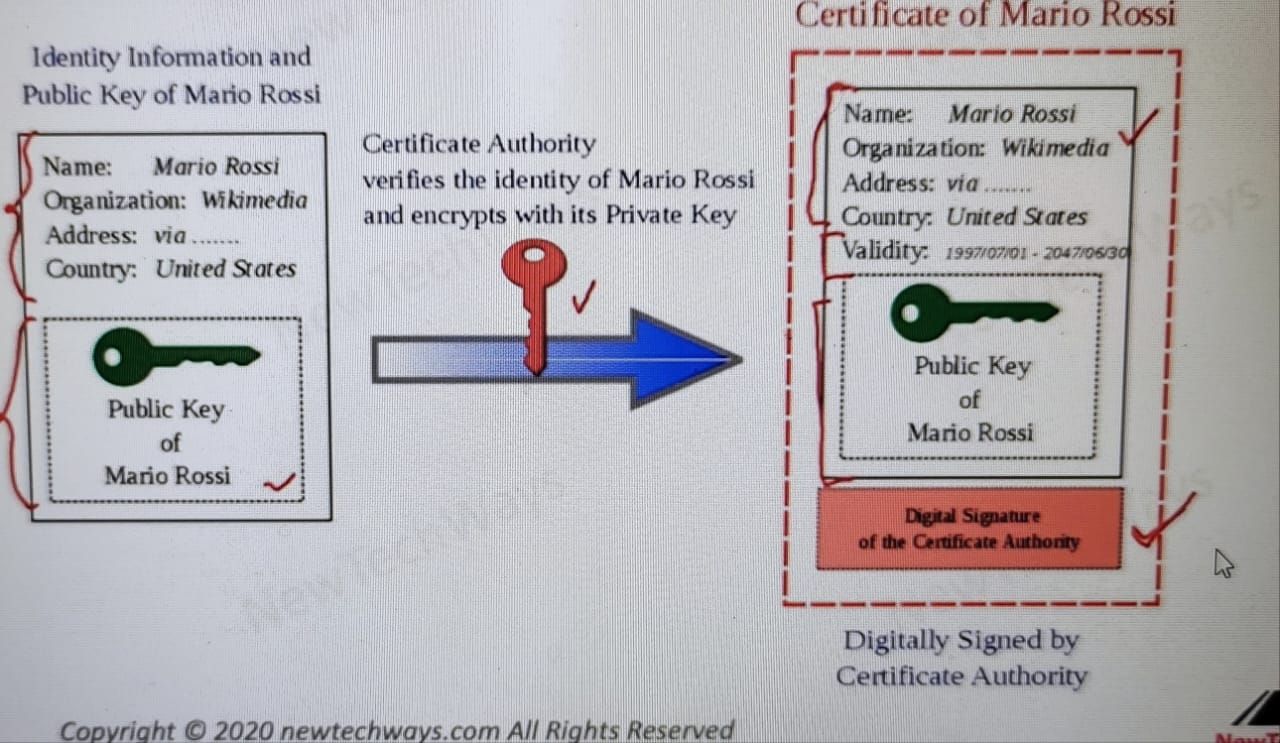 Certificate of Mario Rossi
Identity Information and
Public Key of Mario Rossi
Name: Mario Rossi
Organization: Wikimedia
Address: via .......
Country: United States
Public Key
of
Mario Rossi
Certificate Authority
verifies the identity of Mario Rossi
and encrypts with its Private Key
Name: Mario Rossi
Organization: Wikimedia
Address: via .......
Country: United States
Validity: 1997/07/01 - 2047/06/30
Public Key
of
Mario Rossi
Digital Signature
of the Certificate Authority
Digitally Signed by
Certificate Authority
Copyright © 2020 newtechways.com All Rights Reserved
NewTechWays